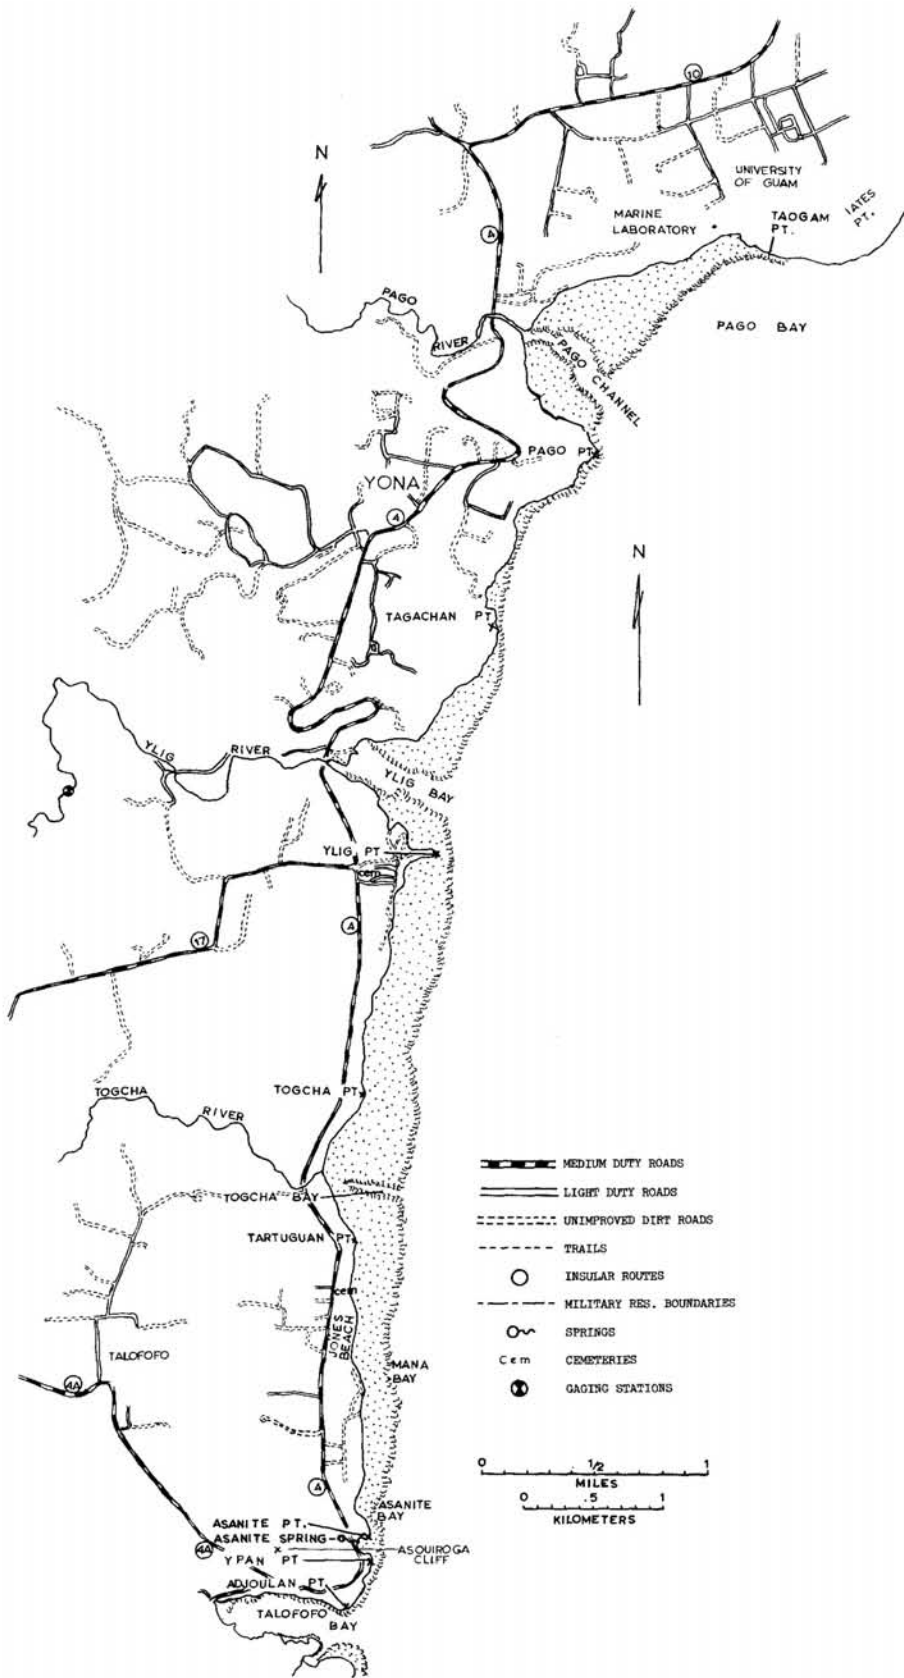 10
N
UNIVERSITY
OF GUAM
IATES
PT.
MARINE
LABORATORY
TAOGAM
PT.
4
PAGO
RIVER
PAGO BAY
PAGO CHANNEL
PAGO PT.
YONA
4
N
TAGACHAN PT
YLIG
RIVER
YLIG BAY
YLIG PT
cem
4
17
TOGCHA PT.
TOGCHA
RIVER
TOGCHA BAY
TARTUGUAN PT.
cem
JONES
BEACH
TALOFOFO
MANA
BAY
4A
4
ASANITE
BAY
ASANITE PT.
ASANITE SPRING
4A
YPAN PT
ASQUIROGA
CLIFF
ADJOULAN PT.
TALOFOFO
BAY
MEDIUM DUTY ROADS
LIGHT DUTY ROADS
UNIMPROVED DIRT ROADS
TRAILS
INSULAR ROUTES
MILITARY RES. BOUNDARIES
SPRINGS
Cem CEMETERIES
GAGING STATIONS
0 1/2 1
MILES
0 .5 1
KILOMETERS